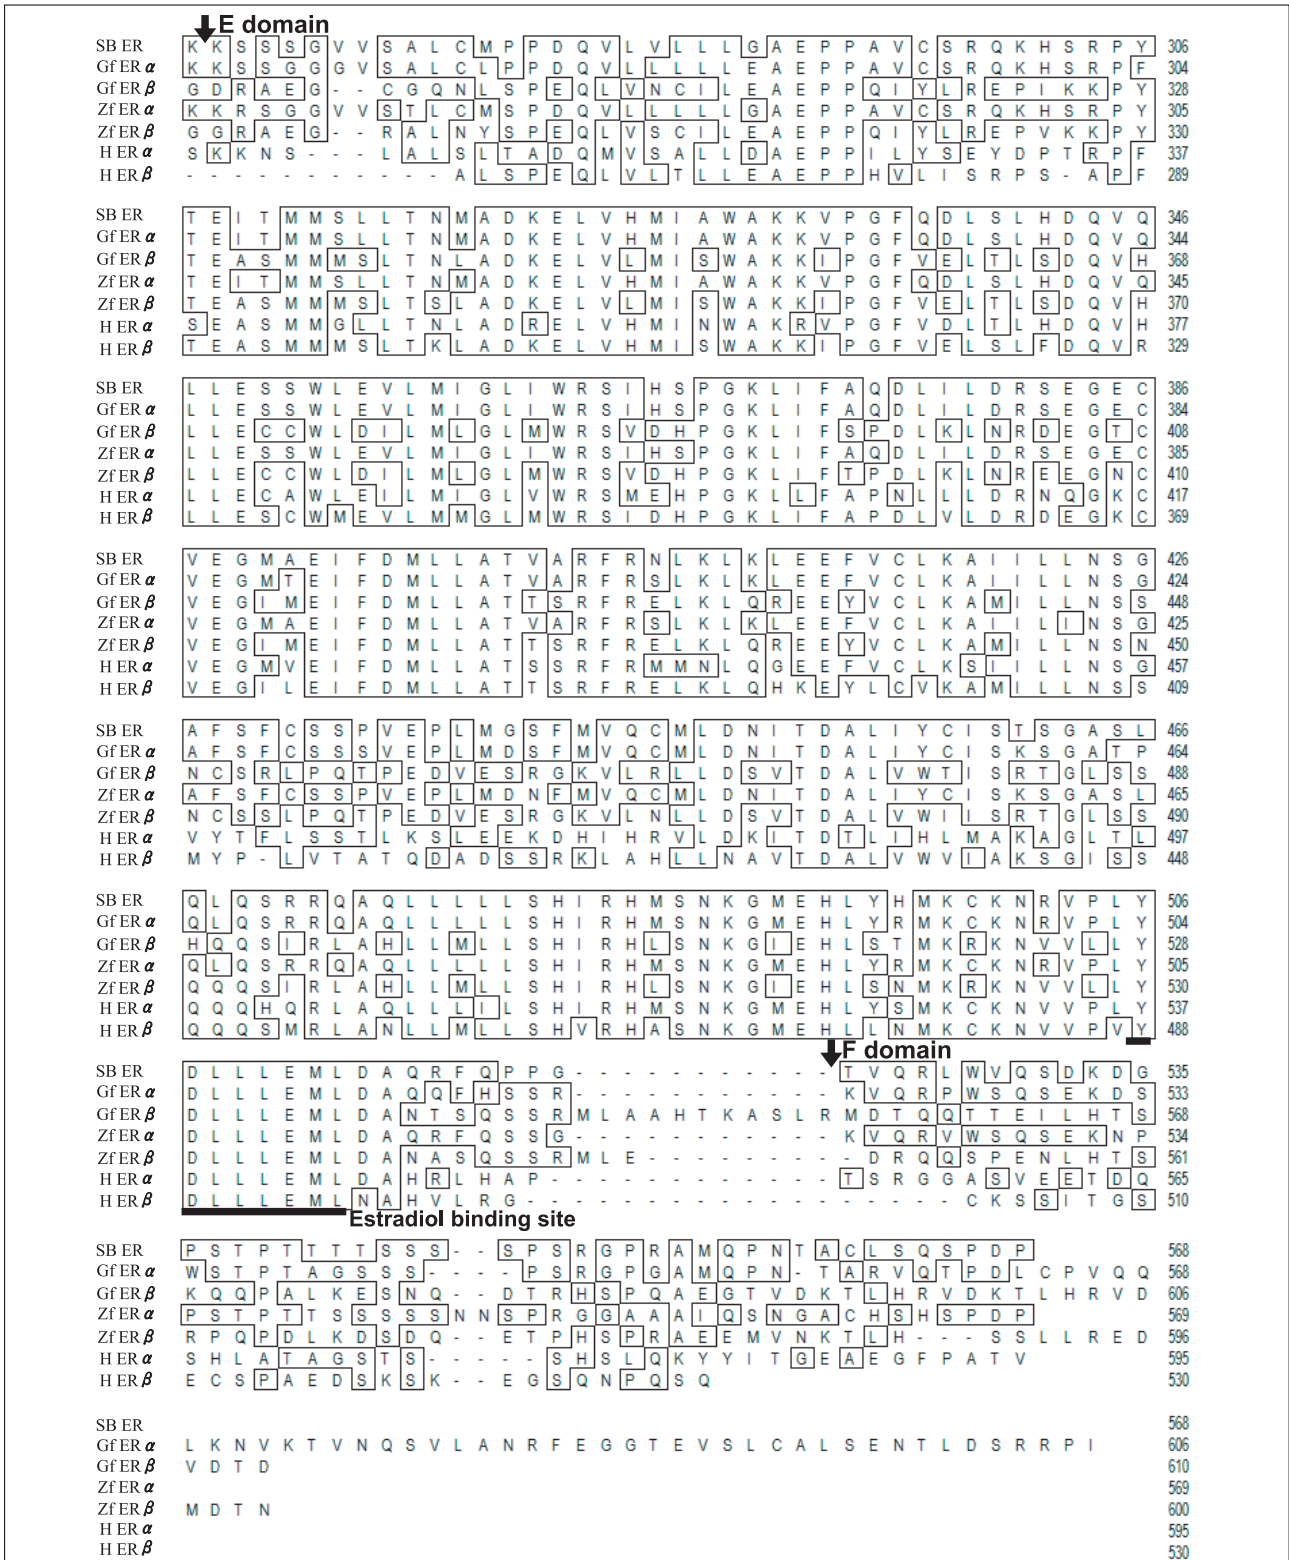 E domain
SB ER K K S S S G V V S A L C M P P D Q V L V L L L G A E P P A V C S R Q K H S R P Y 306
Gf ER α K K S S G G G V S A L C L P P D Q V L L L L L E A E P P A V C S R Q K H S R P F 304
Gf ER β G D R A E G - - C G Q N L S P E Q L V N C I L E A E P P Q I Y L R E P I K K P Y 328
Zf ER α K K R S G G V V S T L C M S P D Q V L L L L L G A E P P A V C S R Q K H S R P Y 305
Zf ER β G G R A E G - - R A L N Y S P E Q L V S C I L E A E P P Q I Y L R E P V K K P Y 330
H ER α S K K N S - - - L A L S L T A D Q M V S A L L D A E P P I L Y S E Y D P T R P F 337
H ER β - - - - - - - - - - - A L S P E Q L V L T L L E A E P P H V L I S R P S - A P F 289
SB ER T E I T M M S L L T N M A D K E L V H M I A W A K K V P G F Q D L S L H D Q V Q 346
Gf ER α T E I T M M S L L T N M A D K E L V H M I A W A K K V P G F Q D L S L H D Q V Q 344
Gf ER β T E A S M M M S L T N L A D K E L V L M I S W A K K I P G F V E L T L S D Q V H 368
Zf ER α T E I T M M S L L T N M A D K E L V H M I A W A K K V P G F Q D L S L H D Q V Q 345
Zf ER β T E A S M M M S L T S L A D K E L V L M I S W A K K I P G F V E L T L S D Q V H 370
H ER α S E A S M M G L L T N L A D R E L V H M I N W A K R V P G F V D L T L H D Q V H 377
H ER β T E A S M M M S L T K L A D K E L V H M I S W A K K I P G F V E L S L F D Q V R 329
SB ER L L E S S W L E V L M I G L I W R S I H S P G K L I F A Q D L I L D R S E G E C 386
Gf ER α L L E S S W L E V L M I G L I W R S I H S P G K L I F A Q D L I L D R S E G E C 384
Gf ER β L L E C C W L D I L M L G L M W R S V D H P G K L I F S P D L K L N R D E G T C 408
Zf ER α L L E S S W L E V L M I G L I W R S I H S P G K L I F A Q D L I L D R S E G E C 385
Zf ER β L L E C C W L D I L M L G L M W R S V D H P G K L I F T P D L K L N R E E G N C 410
H ER α L L E C A W L E I L M I G L V W R S M E H P G K L L F A P N L L L D R N Q G K C 417
H ER β L L E S C W M E V L M M G L M W R S I D H P G K L I F A P D L V L D R D E G K C 369
SB ER V E G M A E I F D M L L A T V A R F R N L K L K L E E F V C L K A I I L L N S G 426
Gf ER α V E G M T E I F D M L L A T V A R F R S L K L K L E E F V C L K A I I L L N S G 424
Gf ER β V E G I M E I F D M L L A T T S R F R E L K L Q R E E Y V C L K A M I L L N S S 448
Zf ER α V E G M A E I F D M L L A T V A R F R S L K L K L E E F V C L K A I I L I N S G 425
Zf ER β V E G I M E I F D M L L A T T S R F R E L K L Q R E E Y V C L K A M I L L N S N 450
H ER α V E G M V E I F D M L L A T S S R F R M M N L Q G E E F V C L K S I I L L N S G 457
H ER β V E G I L E I F D M L L A T T S R F R E L K L Q H K E Y L C V K A M I L L N S S 409
SB ER A F S F C S S P V E P L M G S F M V Q C M L D N I T D A L I Y C I S T S G A S L 466
Gf ER α A F S F C S S S V E P L M D S F M V Q C M L D N I T D A L I Y C I S K S G A T P 464
Gf ER β N C S R L P Q T P E D V E S R G K V L R L L D S V T D A L V W T I S R T G L S S 488
Zf ER α A F S F C S S P V E P L M D N F M V Q C M L D N I T D A L I Y C I S K S G A S L 465
Zf ER β N C S S L P Q T P E D V E S R G K V L N L L D S V T D A L V W I I S R T G L S S 490
H ER α V Y T F L S S T L K S L E E K D H I H R V L D K I T D T L I H L M A K A G L T L 497
H ER β M Y P - L V T A T Q D A D S S R K L A H L L N A V T D A L V W V I A K S G I S S 448
SB ER Q L Q S R R Q A Q L L L L L S H I R H M S N K G M E H L Y H M K C K N R V P L Y 506
Gf ER α Q L Q S R R Q A Q L L L L L S H I R H M S N K G M E H L Y R M K C K N R V P L Y 504
Gf ER β H Q Q S I R L A H L L M L L S H I R H L S N K G I E H L S T M K R K N V V L L Y 528
Zf ER α Q L Q S R R Q A Q L L L L L S H I R H M S N K G M E H L Y R M K C K N R V P L Y 505
Zf ER β Q Q Q S I R L A H L L M L L S H I R H L S N K G I E H L S N M K R K N V V L L Y 530
H ER α Q Q Q H Q R L A Q L L L I L S H I R H M S N K G M E H L Y S M K C K N V V P L Y 537
H ER β Q Q Q S M R L A N L L M L L S H V R H A S N K G M E H L L N M K C K N V V P V Y 488
F domain
SB ER D L L L E M L D A Q R F Q P P G - - - - - - - - - - - T V Q R L W V Q S D K D G 535
Gf ER α D L L L E M L D A Q Q F H S S R - - - - - - - - - - - K V Q R P W S Q S E K D S 533
Gf ER β D L L L E M L D A N T S Q S S R M L A A H T K A S L R M D T Q Q T T E I L H T S 568
Zf ER α D L L L E M L D A Q R F Q S S G - - - - - - - - - - - K V Q R V W S Q S E K N P 534
Zf ER β D L L L E M L D A N A S Q S S R M L E - - - - - - - - - D R Q Q S P E N L H T S 561
H ER α D L L L E M L D A H R L H A P - - - - - - - - - - - - T S R G G A S V E E T D Q 565
H ER β D L L L E M L N A H V L R G - - - - - - - - - - - - - - - - - - C K S S I T G S 510
Estradiol binding site
SB ER P S T P T T T T S S S - - S P S R G P R A M Q P N T A C L S Q S P D P 568
Gf ER α W S T P T A G S S S - - - - P S R G P G A M Q P N - T A R V Q T P D L C P V Q Q 568
Gf ER β K Q Q P A L K E S N Q - - D T R H S P Q A E G T V D K T L H R V D K T L H R V D 606
Zf ER α P S T P T T S S S S S N N S P R G G A A A I Q S N G A C H S H S P D P 569
Zf ER β R P Q P D L K D S D Q - - E T P H S P R A E E M V N K T L H - - - S S L L R E D 596
H ER α S H L A T A G S T S - - - - - S H S L Q K Y Y I T G E A E G F P A T V 595
H ER β E C S P A E D S K S K - - E G S Q N P Q S Q 530
SB ER 568
Gf ER α L K N V K T V N Q S V L A N R F E G G T E V S L C A L S E N T L D S R R P I 606
Gf ER β V D T D 610
Zf ER α 569
Zf ER β M D T N 600
H ER α 595
H ER β 530